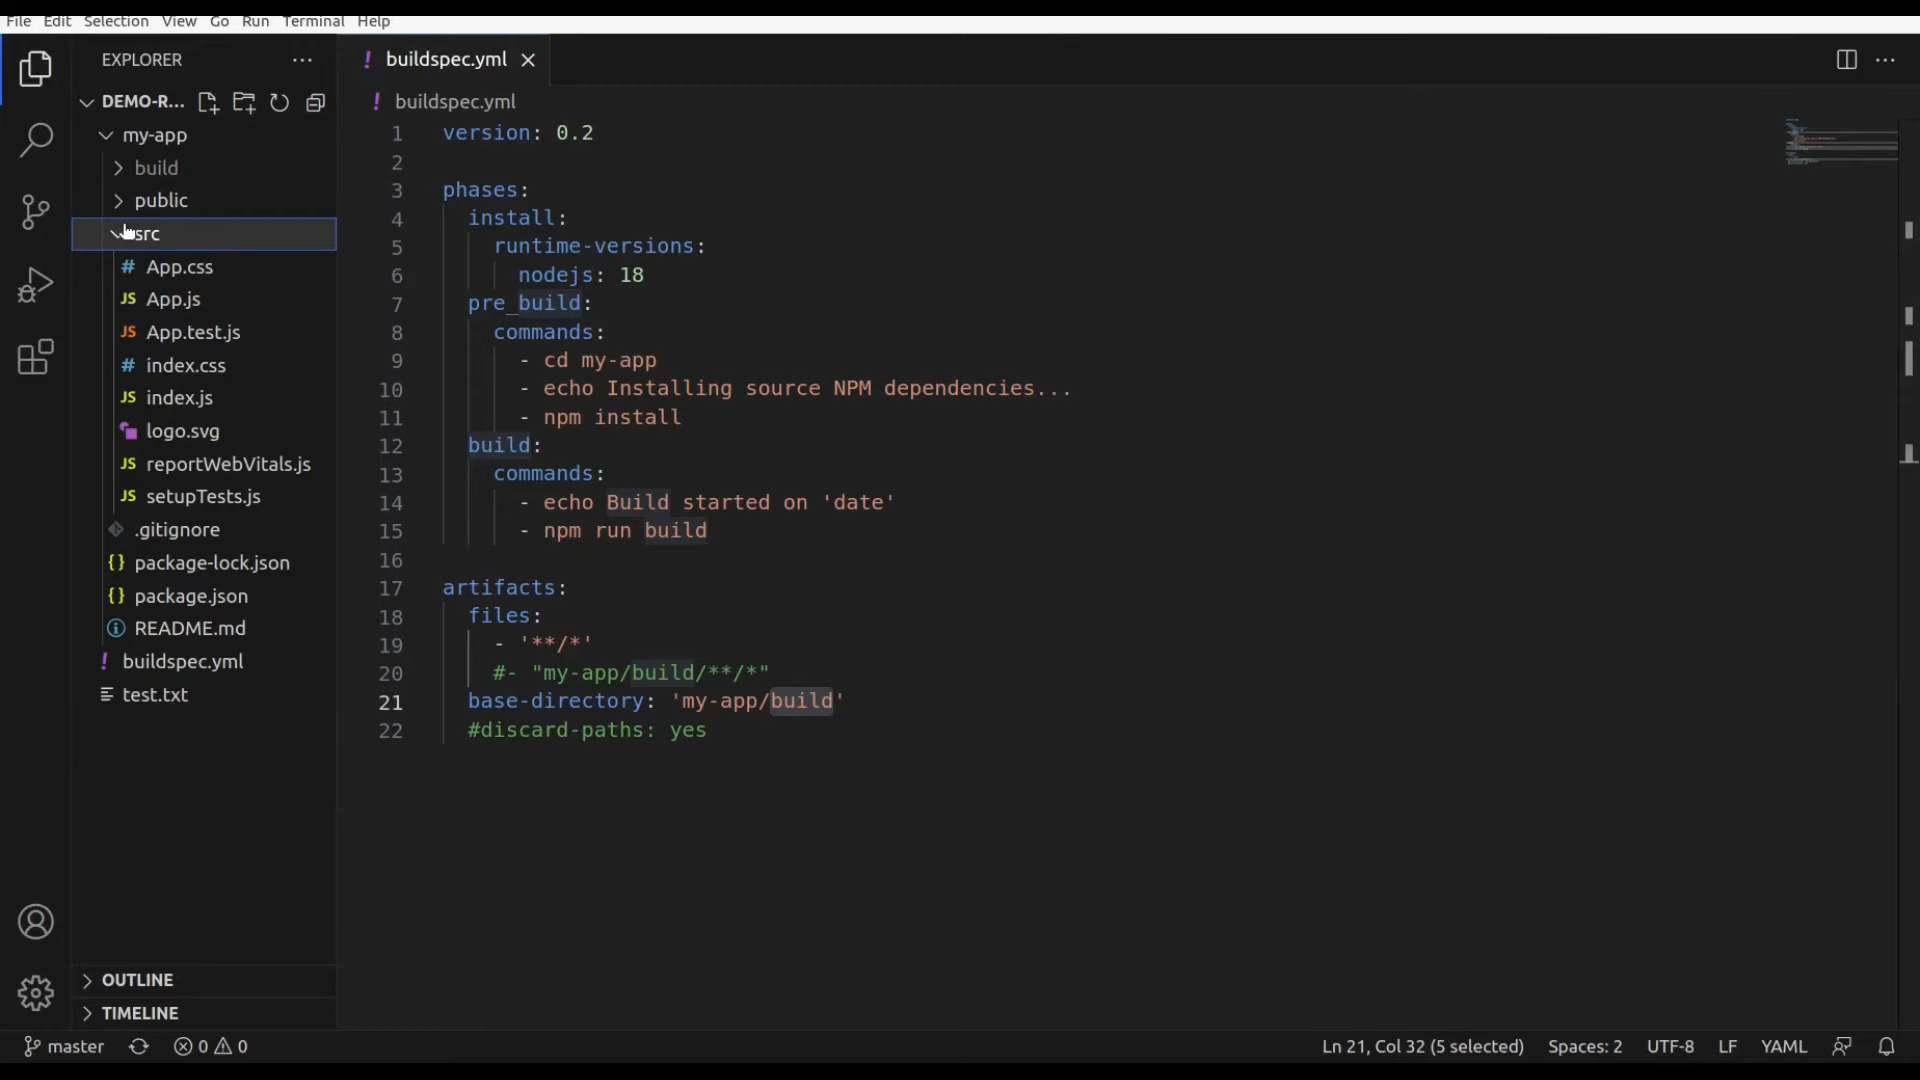 File Edit Selection View Go Run Terminal Help
EXPLORER
DEMO-R...
my-app
build
public
src
# App.css
JS App.js
JS App.test.js
# index.css
JS index.js
logo.svg
JS reportWebVitals.js
JS setupTests.js
.gitignore
{} package-lock.json
{} package.json
README.md
! buildspec.yml
test.txt
OUTLINE
TIMELINE
! buildspec.yml
! buildspec.yml
1 version: 0.2
2
3 phases:
4 install:
5 runtime-versions:
6 nodejs: 18
7 pre_build:
8 commands:
9 - cd my-app
10 - echo Installing source NPM dependencies...
11 - npm install
12 build:
13 commands:
14 - echo Build started on 'date'
15 - npm run build
16
17 artifacts:
18 files:
19 - '**/*'
20 #- "my-app/build/**/*"
21 base-directory: 'my-app/build'
22 #discard-paths: yes
master 0 0 Ln 21, Col 32 (5 selected) Spaces: 2 UTF-8 LF YAML